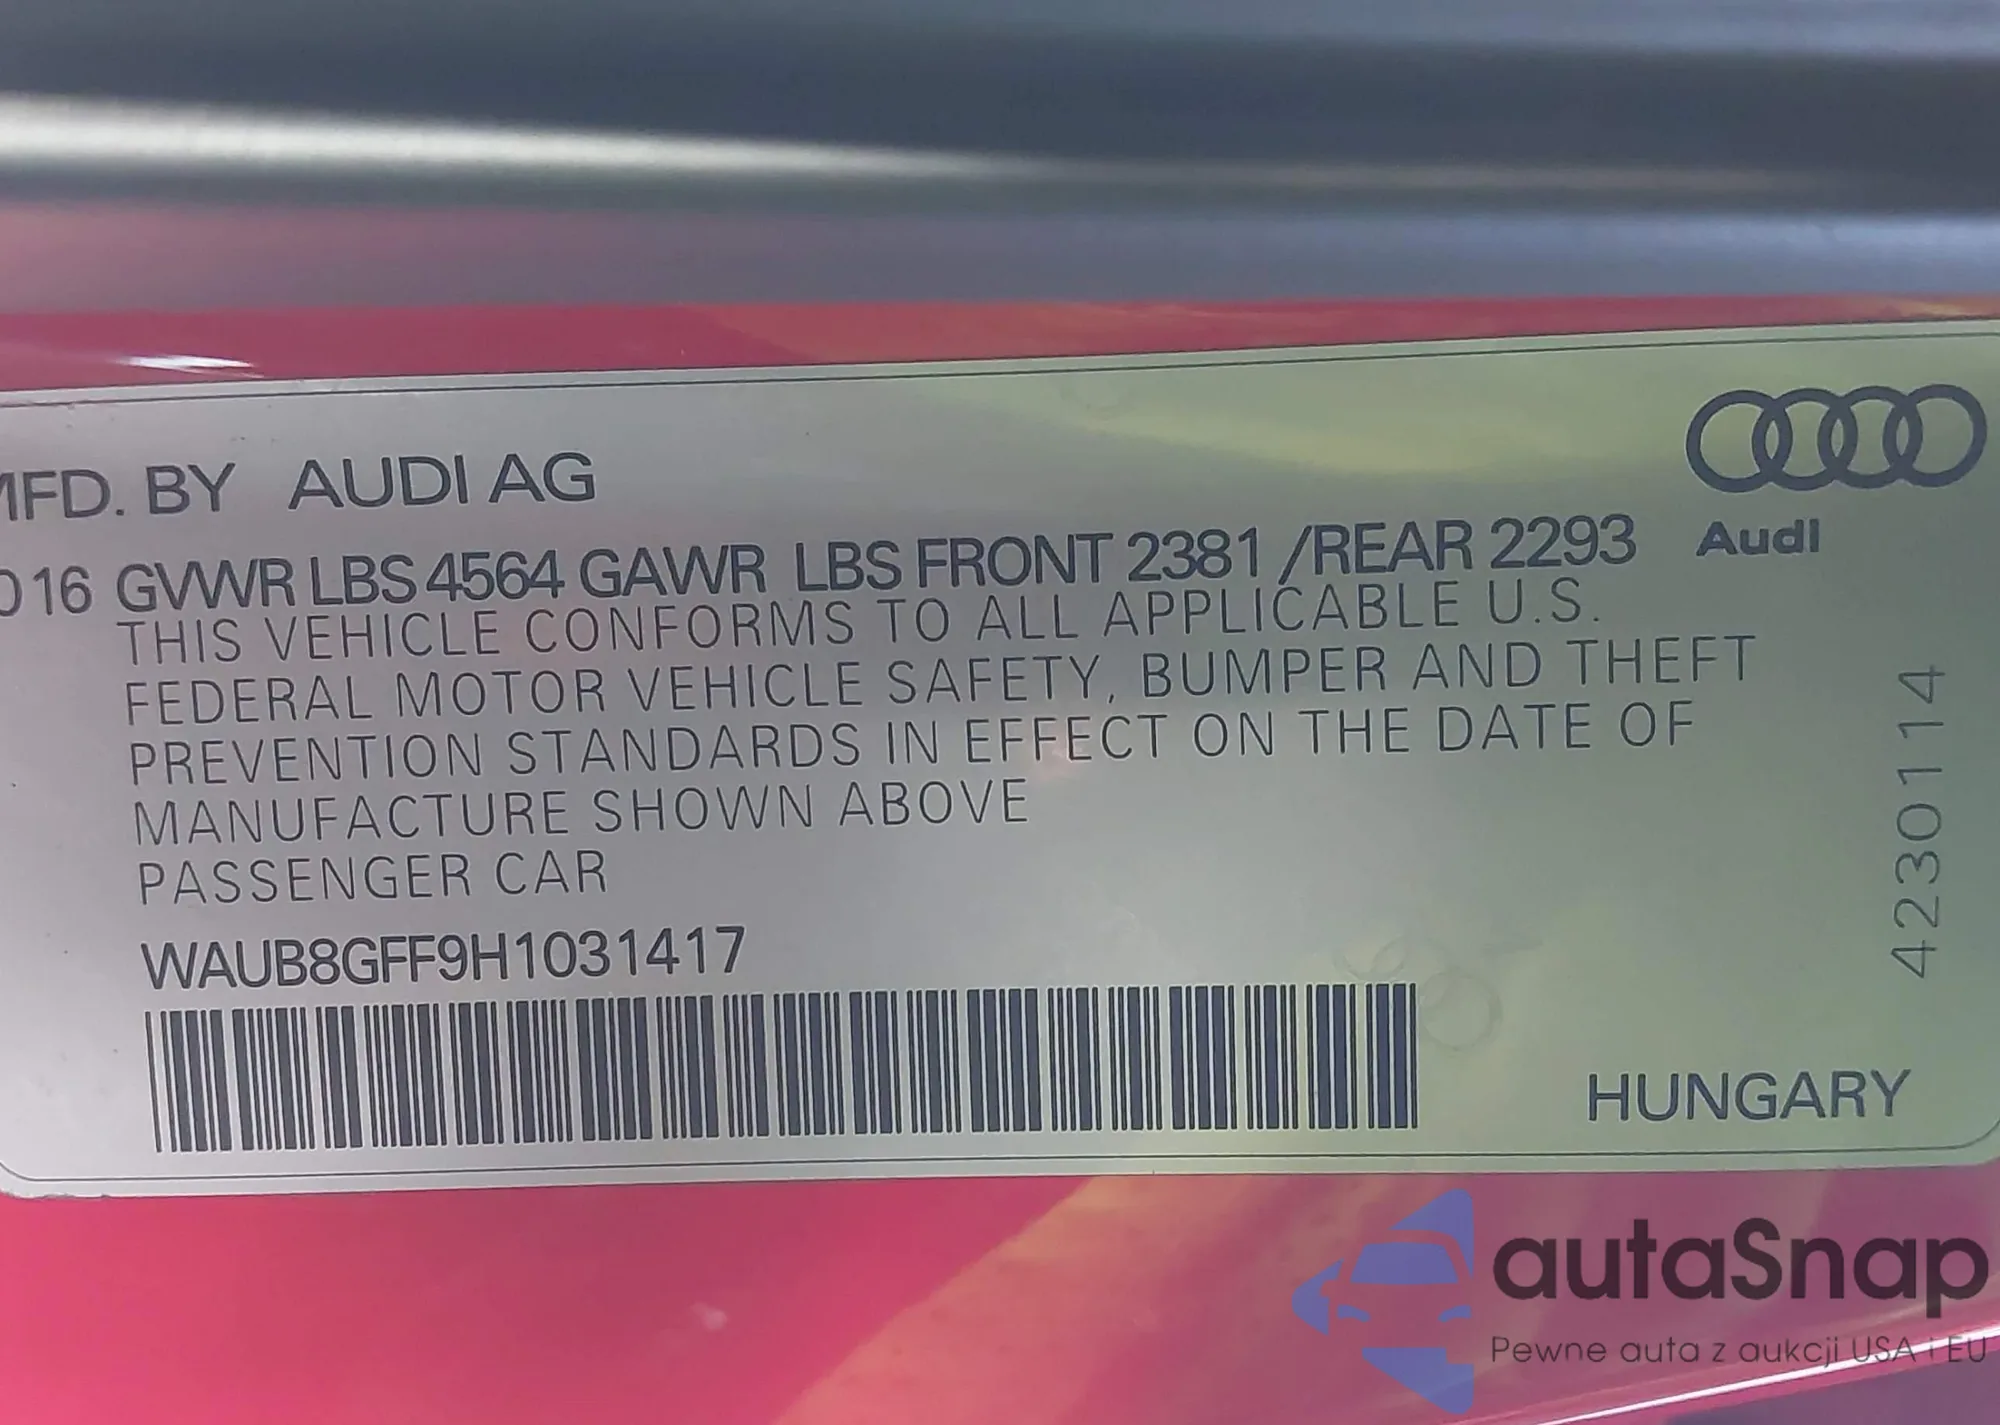 MFD. BY AUDI AG
016 GVWR LBS 4564 GAWR LBS FRONT 2381 /REAR 2293
Audi
THIS VEHICLE CONFORMS TO ALL APPLICABLE U.S.
FEDERAL MOTOR VEHICLE SAFETY, BUMPER AND THEFT
PREVENTION STANDARDS IN EFFECT ON THE DATE OF
MANUFACTURE SHOWN ABOVE
PASSENGER CAR
WAUB8GFF9H1031417
4230114
HUNGARY
autaSnap
Pewne auta z aukcji USA i EU